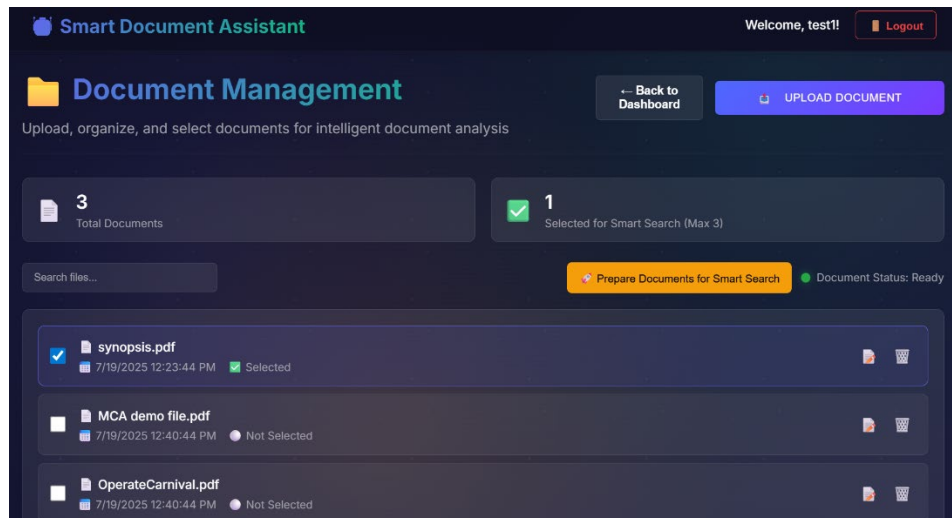 Smart Document Assistant
Welcome, test1!
Logout
Document Management
← Back to
Dashboard
UPLOAD DOCUMENT
Upload, organize, and select documents for intelligent document analysis
3
Total Documents
1
Selected for Smart Search (Max 3)
Search files...
Prepare Documents for Smart Search
Document Status: Ready
synopsis.pdf
7/19/2025 12:23:44 PM
Selected
MCA demo file.pdf
7/19/2025 12:40:44 PM
Not Selected
OperateCarnival.pdf
7/19/2025 12:40:44 PM
Not Selected